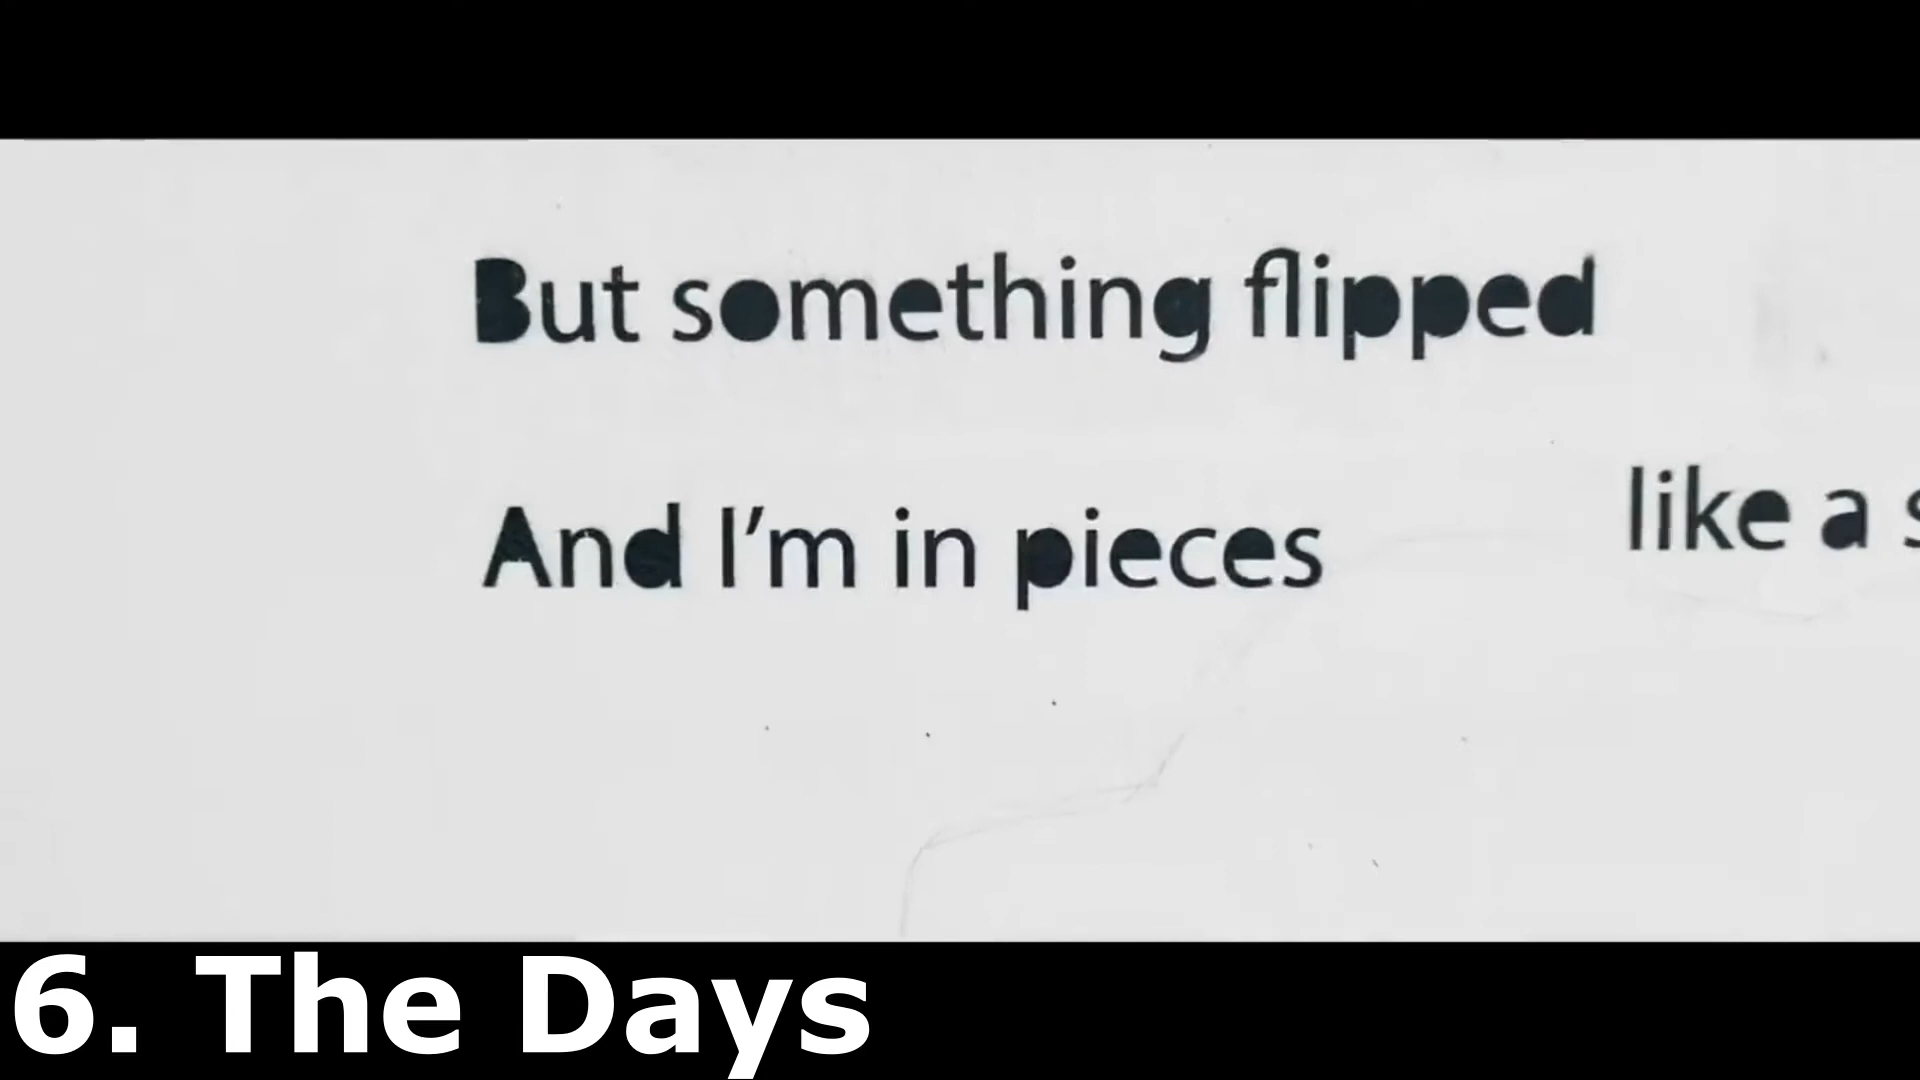 But something flipped
And I'm in pieces
like a
6. The Days